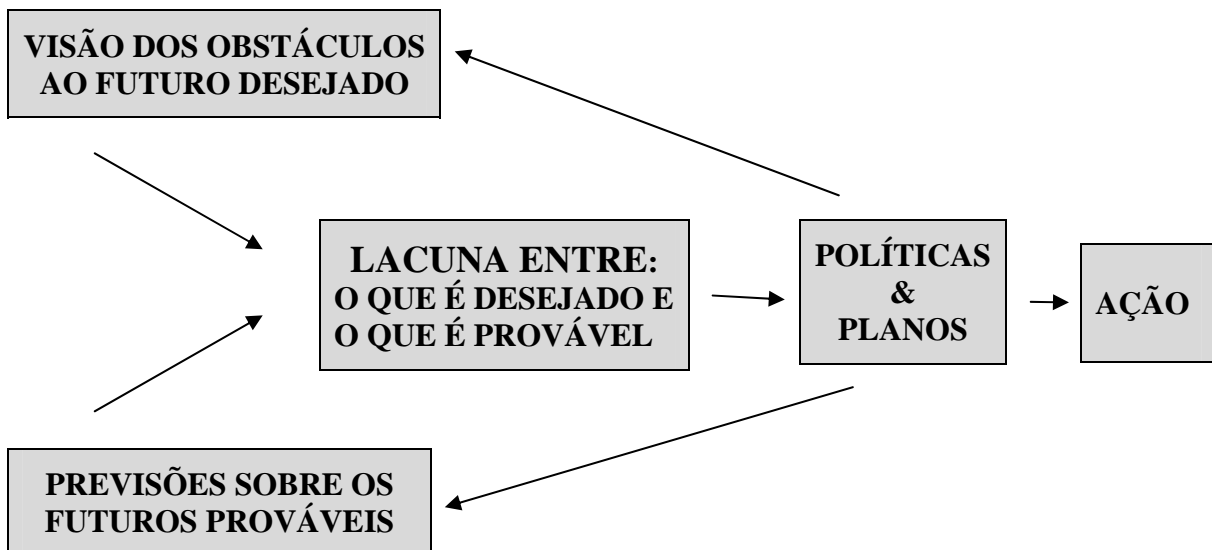 VISÃO DOS OBSTÁCULOS
AO FUTURO DESEJADO
LACUNA ENTRE:
O QUE É DESEJADO E
O QUE É PROVÁVEL
POLÍTICAS
&
PLANOS
AÇÃO
PREVISÕES SOBRE OS
FUTUROS PROVÁVEIS